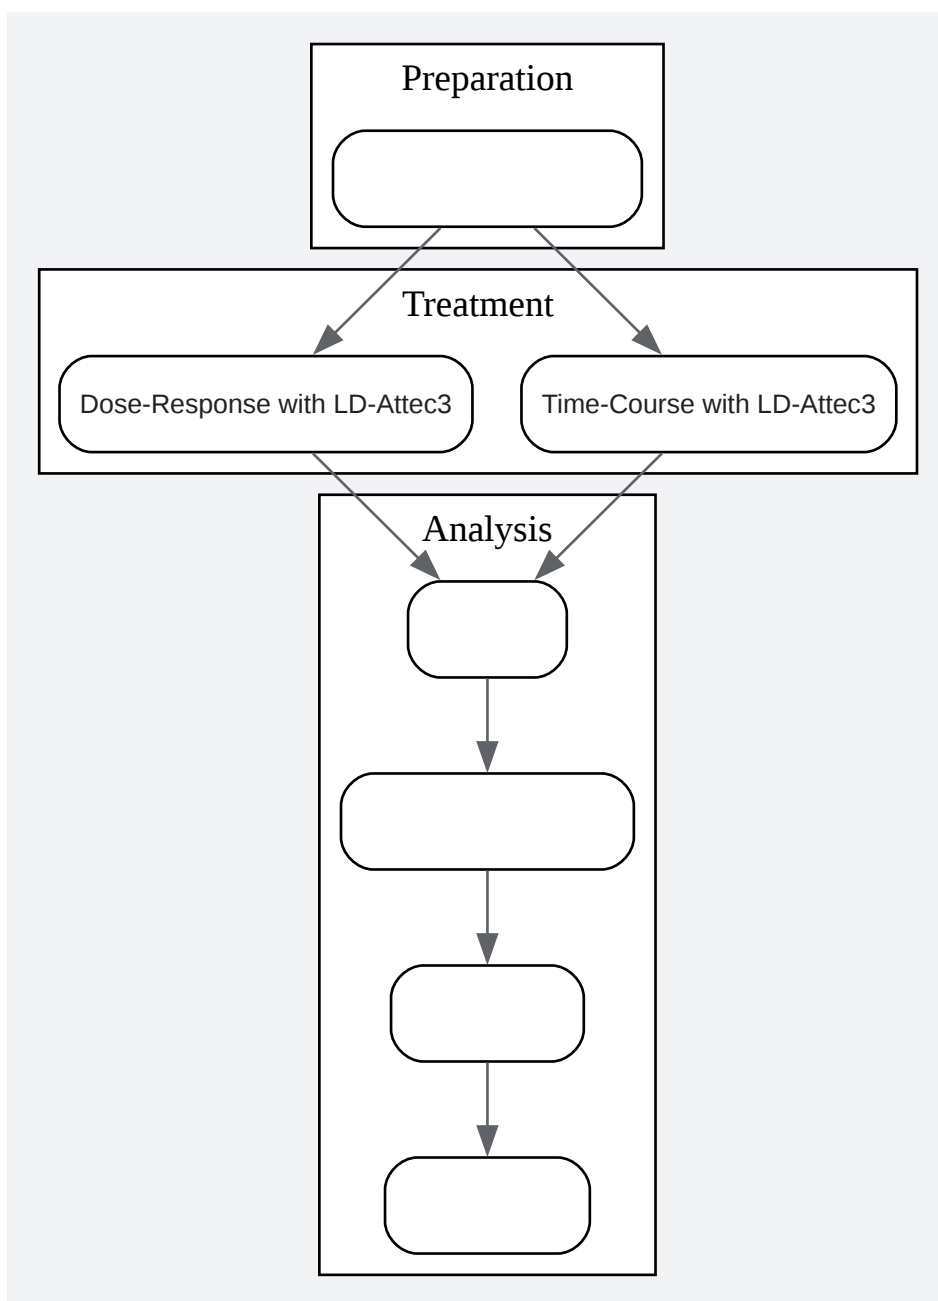 Preparation
Treatment
Dose-Response with LD-Attec3
Time-Course with LD-Attec3
Analysis